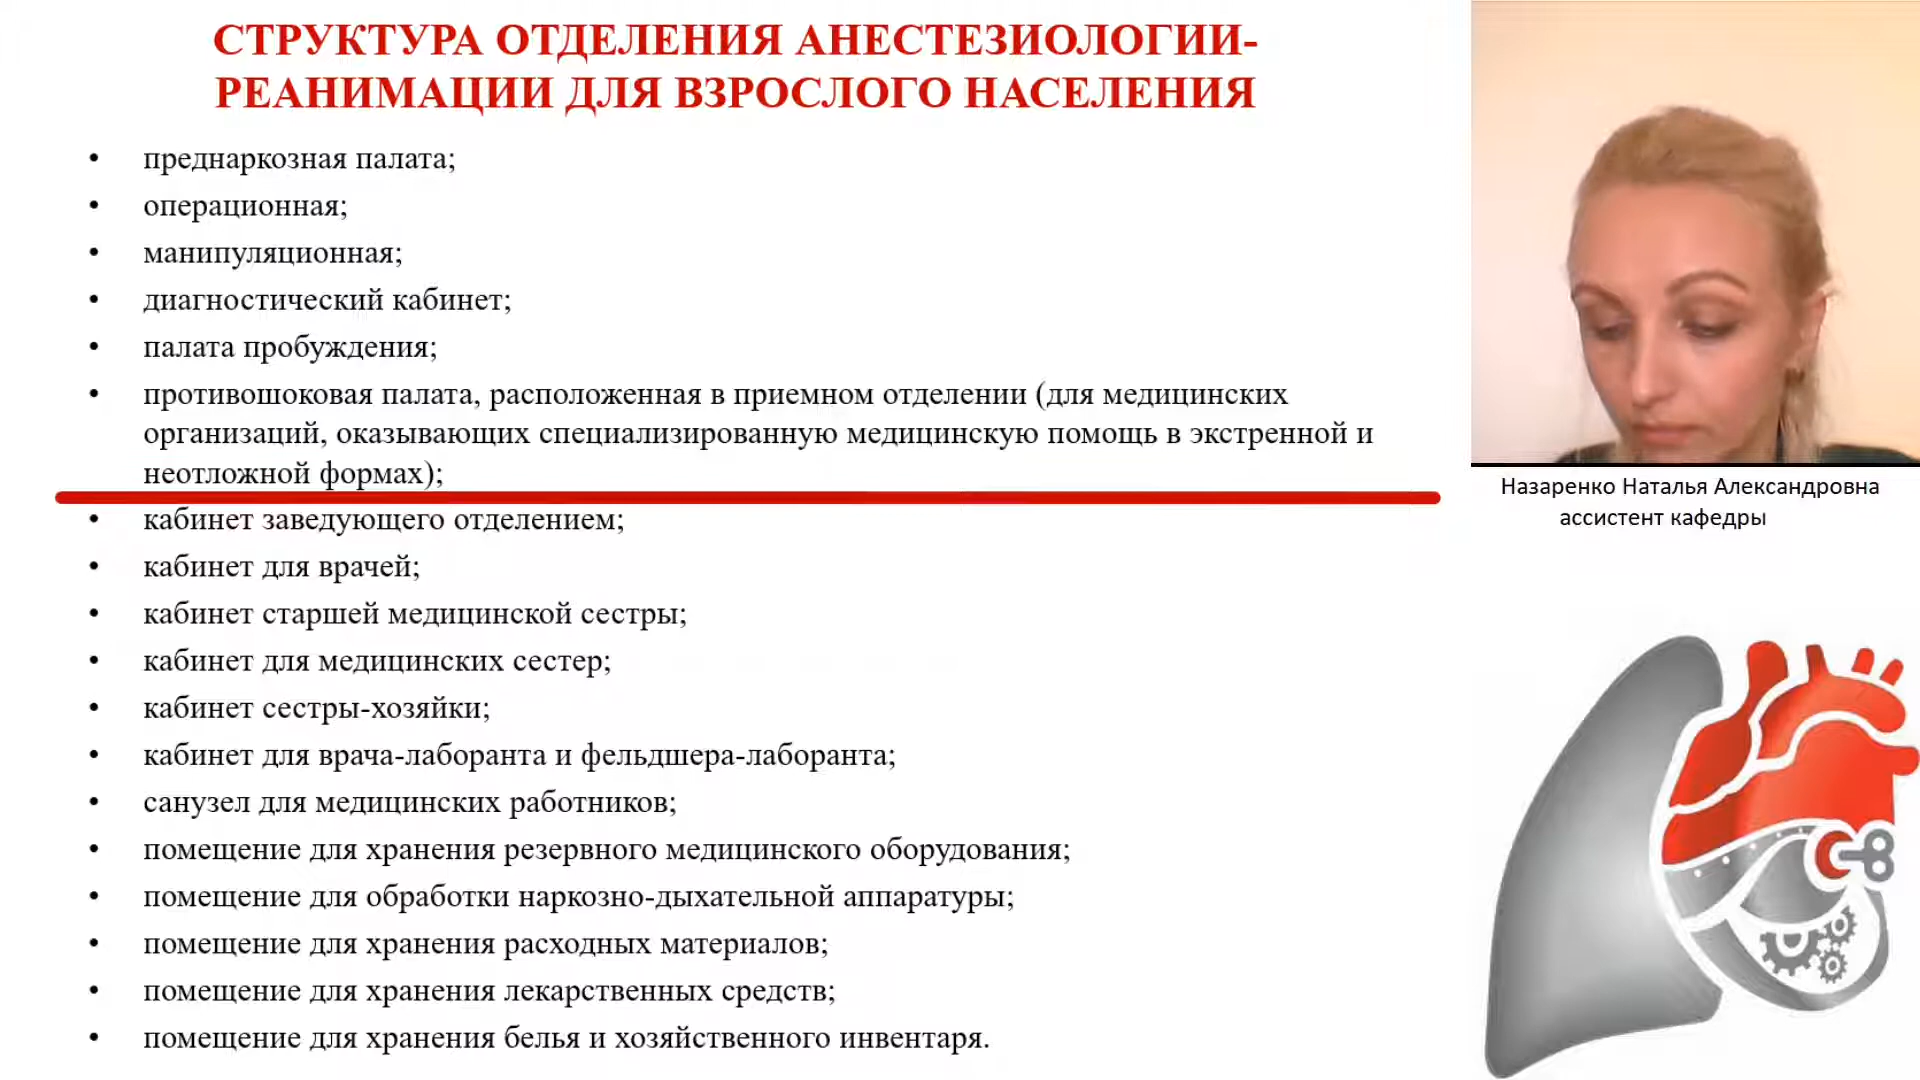 СТРУКТУРА ОТДЕЛЕНИЯ АНЕСТЕЗИОЛОГИИ-
РЕАНИМАЦИИ ДЛЯ ВЗРОСЛОГО НАСЕЛЕНИЯ
• преднаркозная палата;
• операционная;
• манипуляционная;
• диагностический кабинет;
• палата пробуждения;
• противошоковая палата, расположенная в приемном отделении (для медицинских
организаций, оказывающих специализированную медицинскую помощь в экстренной и
неотложной формах);
• кабинет заведующего отделением;
• кабинет для врачей;
• кабинет старшей медицинской сестры;
• кабинет для медицинских сестер;
• кабинет сестры-хозяйки;
• кабинет для врача-лаборанта и фельдшера-лаборанта;
• санузел для медицинских работников;
• помещение для хранения резервного медицинского оборудования;
• помещение для обработки наркозно-дыхательной аппаратуры;
• помещение для хранения расходных материалов;
• помещение для хранения лекарственных средств;
• помещение для хранения белья и хозяйственного инвентаря.
Назаренко Наталья Александровна
ассистент кафедры